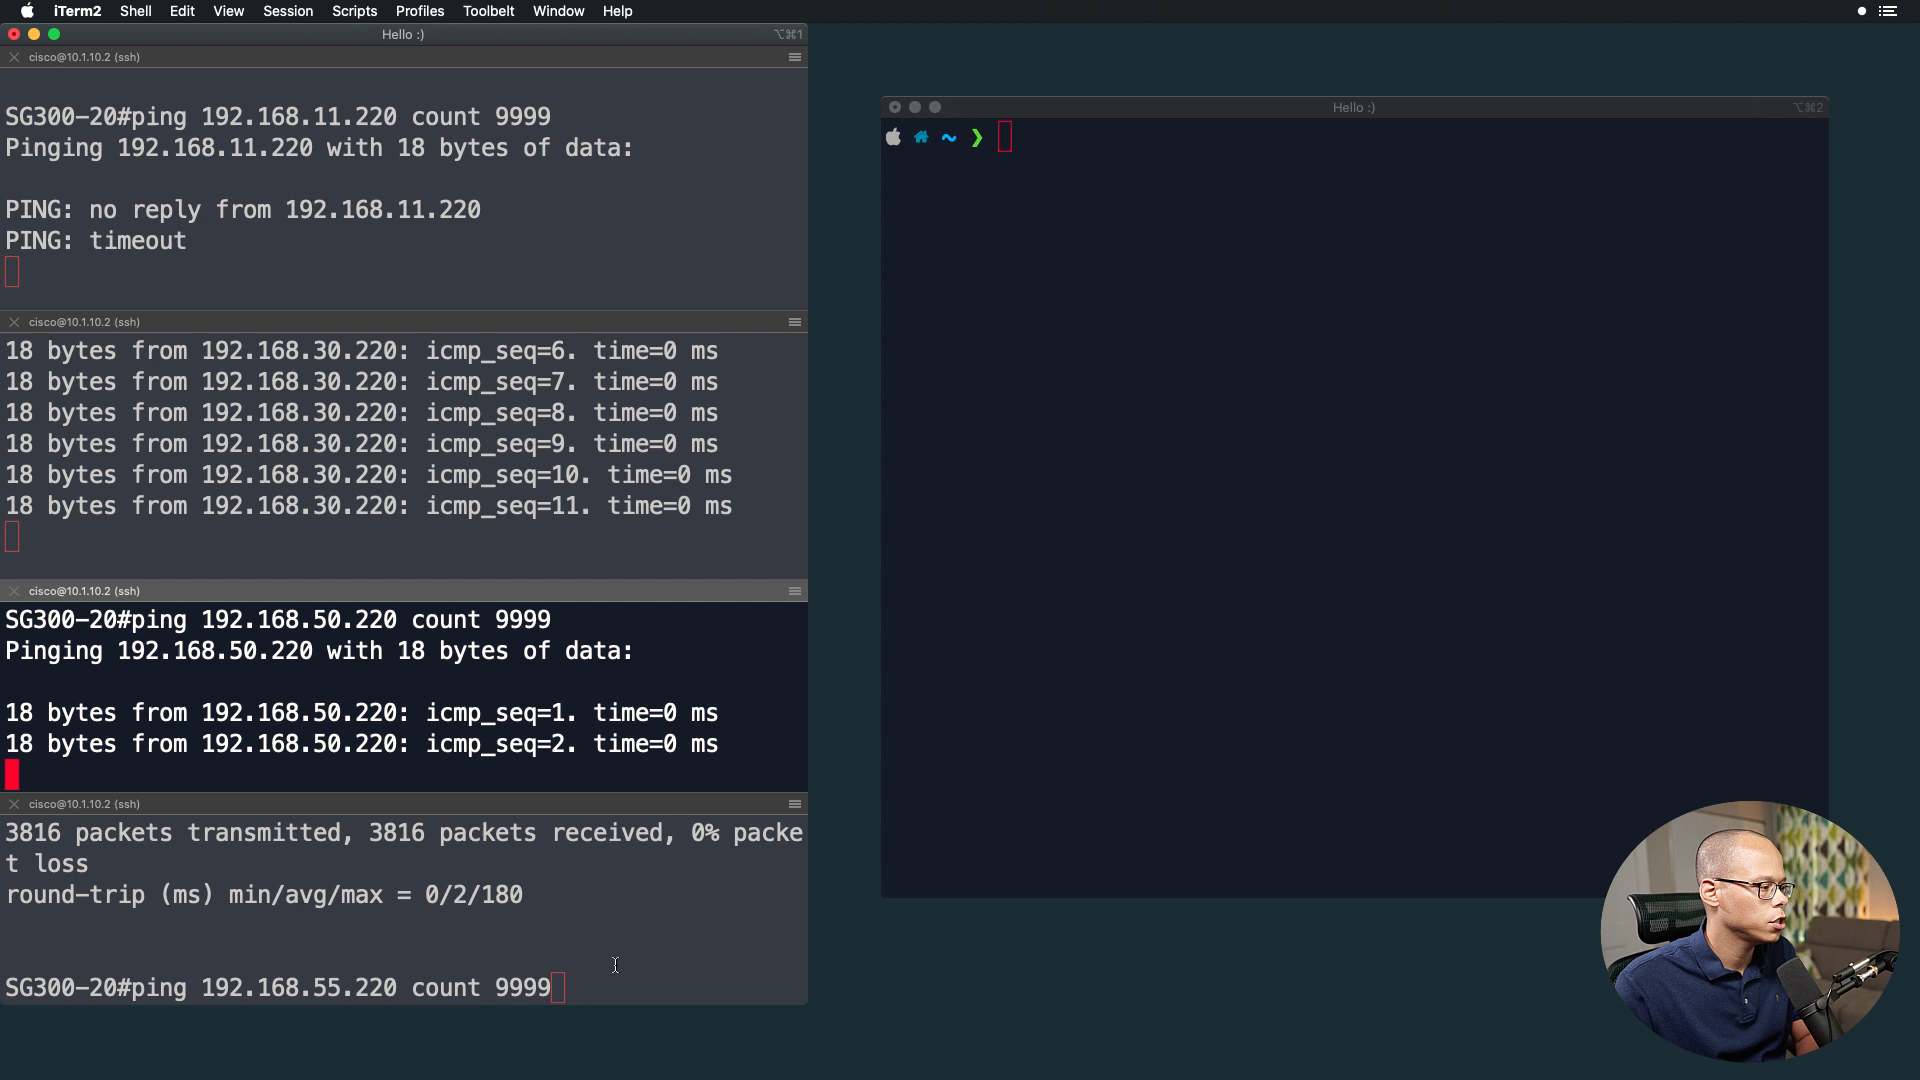 iTerm2 Shell Edit View Session Scripts Profiles Toolbelt Window Help
Hello :) ⌥⌘1
cisco@10.1.10.2 (ssh)
SG300-20#ping 192.168.11.220 count 9999
Pinging 192.168.11.220 with 18 bytes of data:
PING: no reply from 192.168.11.220
PING: timeout
cisco@10.1.10.2 (ssh)
18 bytes from 192.168.30.220: icmp_seq=6. time=0 ms
18 bytes from 192.168.30.220: icmp_seq=7. time=0 ms
18 bytes from 192.168.30.220: icmp_seq=8. time=0 ms
18 bytes from 192.168.30.220: icmp_seq=9. time=0 ms
18 bytes from 192.168.30.220: icmp_seq=10. time=0 ms
18 bytes from 192.168.30.220: icmp_seq=11. time=0 ms
cisco@10.1.10.2 (ssh)
SG300-20#ping 192.168.50.220 count 9999
Pinging 192.168.50.220 with 18 bytes of data:
18 bytes from 192.168.50.220: icmp_seq=1. time=0 ms
18 bytes from 192.168.50.220: icmp_seq=2. time=0 ms
cisco@10.1.10.2 (ssh)
3816 packets transmitted, 3816 packets received, 0% packe
t loss
round-trip (ms) min/avg/max = 0/2/180
SG300-20#ping 192.168.55.220 count 9999
Hello :) ⌥⌘2
~ ❯